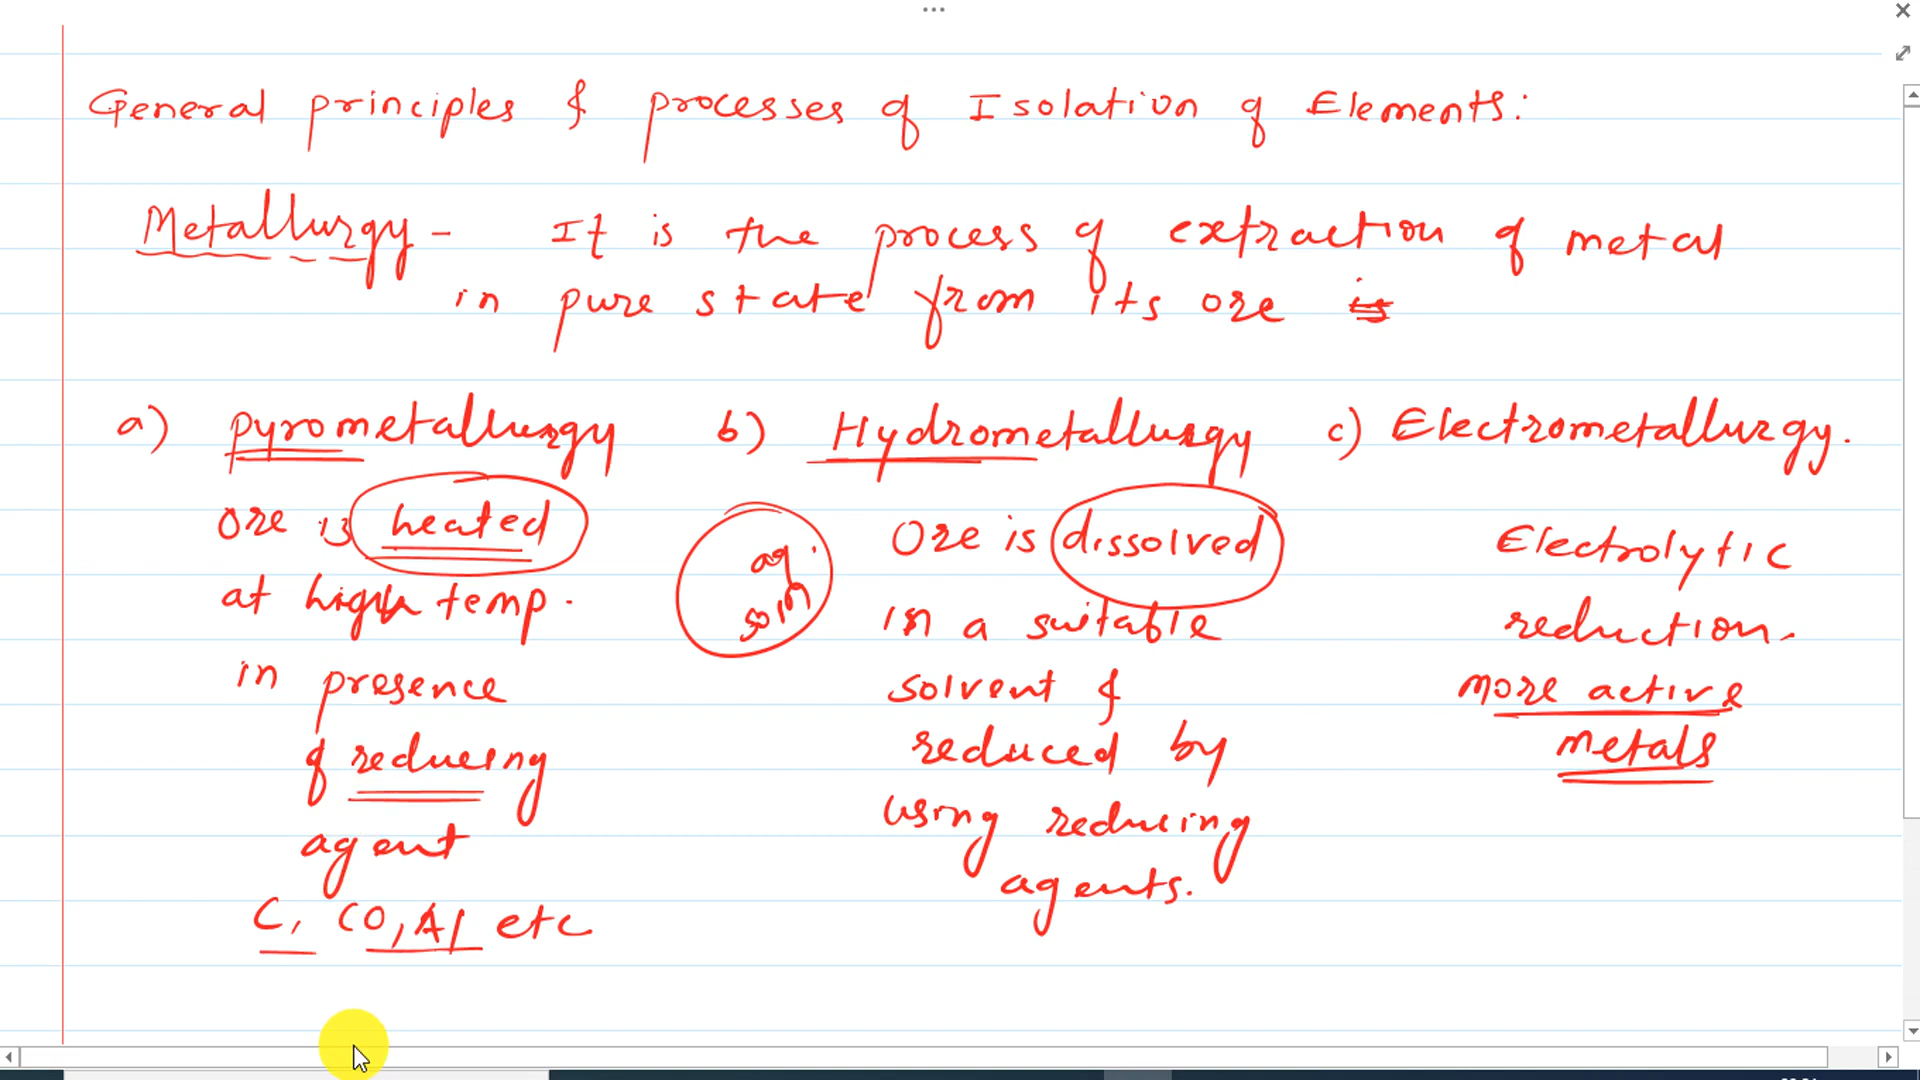 General principles & processes of Isolation of Elements:
Metallurgy - It is the process of extraction of metal
in pure state from its ore is
a) pyrometallurgy
ore is heated
at high temp.
in presence
of reducing
agent
C, CO, Al etc
b) Hydrometallurgy
aq.
soln
Ore is dissolved
in a suitable
solvent &
reduced by
using reducing
agents.
c) Electrometallurgy.
Electrolytic
reduction.
more active
metals